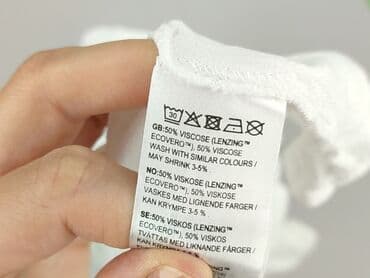 30
GB:50% VISCOSE (LENZING™
ECOVERO™), 50% VISCOSE
WASH WITH SIMILAR COLOURS /
MAY SHRINK 3-5%
NO:50% VISKOSE (LENZING™
ECOVERO™), 50% VISKOSE
VASKES MED LIGNENDE FARGER /
KAN KRYMPE 3-5 %
SE:50% VISKOS (LENZING™
ECOVERO™), 50% VISKOS
TVÄTTAS MED LIKNANDE FÄRGER /
KAN KRYMPA